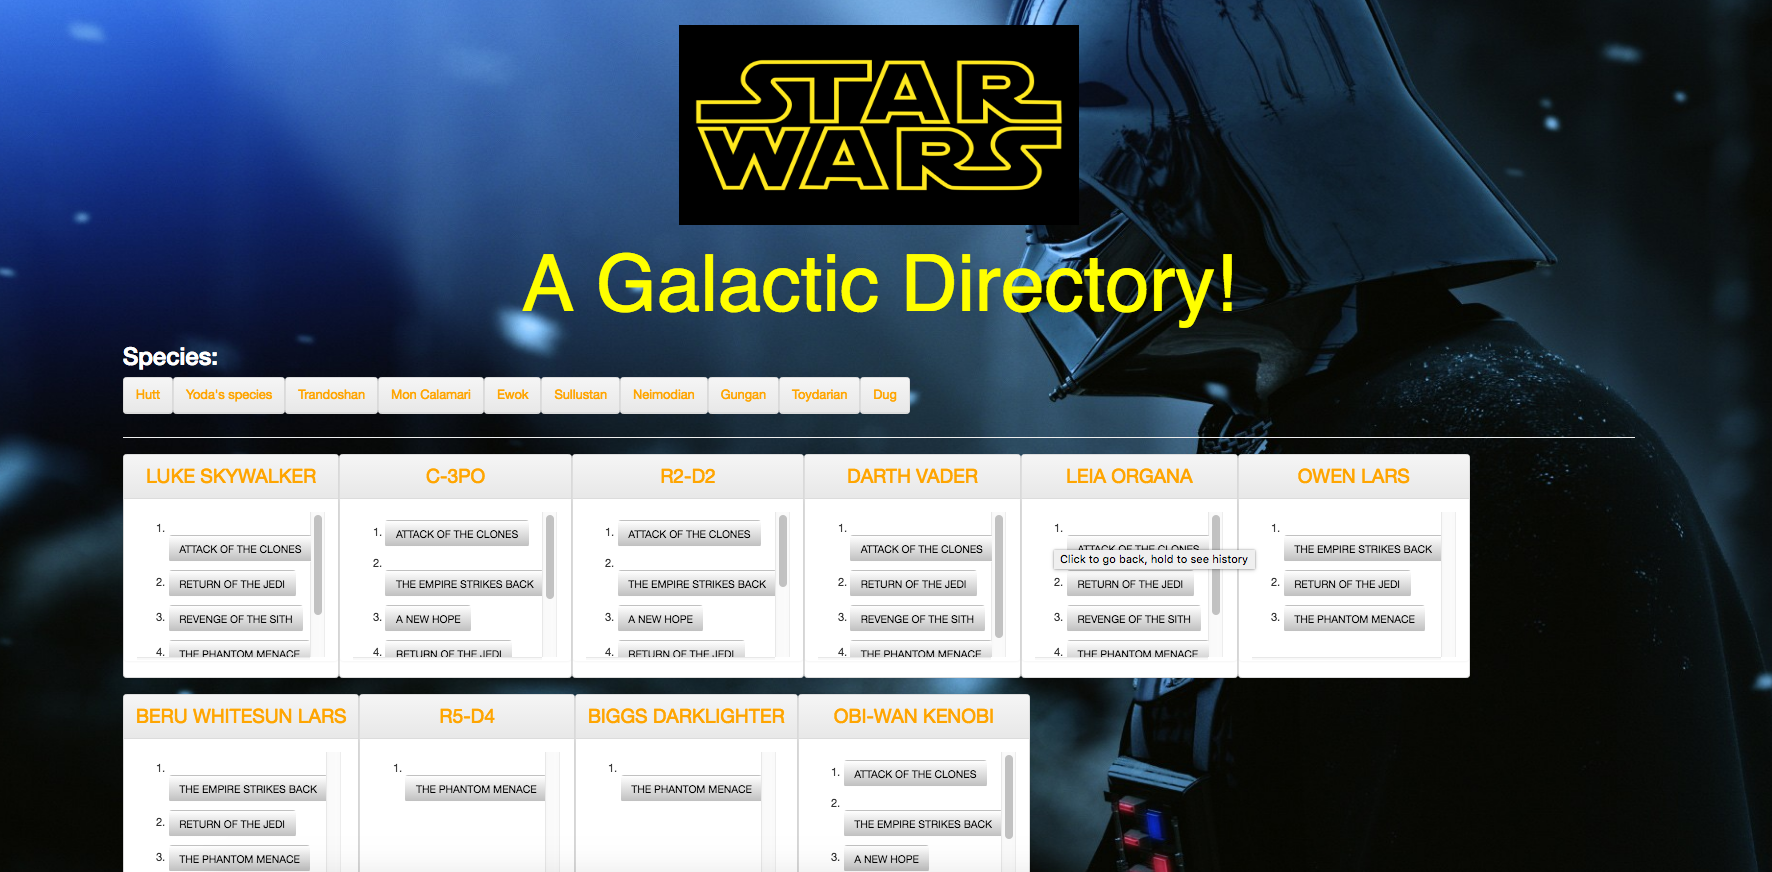 STAR
WARS
A Galactic Directory!
Species:
Hutt Yoda's species Trandoshan Mon Calamari Ewok Sullustan Neimodian Gungan Toydarian Dug
LUKE SKYWALKER
1.
ATTACK OF THE CLONES
2. RETURN OF THE JEDI
3. REVENGE OF THE SITH
4. THE PHANTOM MENACE
C-3PO
1. ATTACK OF THE CLONES
2.
THE EMPIRE STRIKES BACK
3. A NEW HOPE
4. RETURN OF THE JEDI
R2-D2
1. ATTACK OF THE CLONES
2.
THE EMPIRE STRIKES BACK
3. A NEW HOPE
4. RETURN OF THE JEDI
DARTH VADER
1.
ATTACK OF THE CLONES
2. RETURN OF THE JEDI
3. REVENGE OF THE SITH
4. THE PHANTOM MENACE
LEIA ORGANA
1.
ATTACK OF THE CLONES
Click to go back, hold to see history
2. RETURN OF THE JEDI
3. REVENGE OF THE SITH
4. THE PHANTOM MENACE
OWEN LARS
1.
THE EMPIRE STRIKES BACK
2. RETURN OF THE JEDI
3. THE PHANTOM MENACE
BERU WHITESUN LARS
1.
THE EMPIRE STRIKES BACK
2. RETURN OF THE JEDI
3. THE PHANTOM MENACE
R5-D4
1.
THE PHANTOM MENACE
BIGGS DARKLIGHTER
1.
THE PHANTOM MENACE
OBI-WAN KENOBI
1. ATTACK OF THE CLONES
2.
THE EMPIRE STRIKES BACK
3. A NEW HOPE